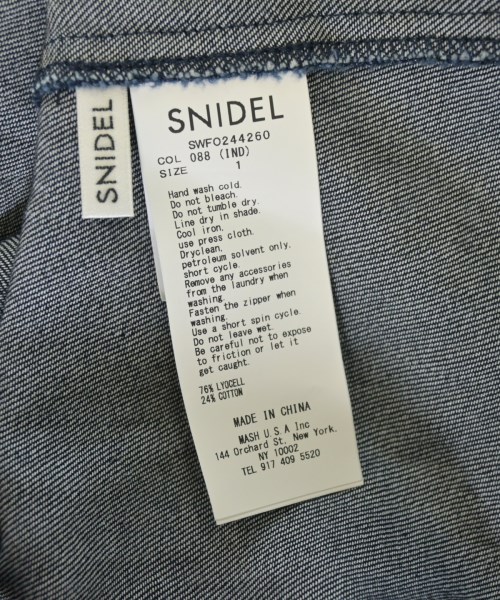 SNIDEL
SNIDEL
SWFO244260
COL 088 (IND)
SIZE 1
Hand wash cold.
Do not bleach.
Do not tumble dry.
Line dry in shade.
Cool iron.
use press cloth.
Dryclean.
petroleum solvent only.
short cycle.
Remove any accessories
from the laundry when
washing.
Fasten the zipper when
washing.
Use a short spin cycle.
Do not leave wet.
Be careful not to expose
to friction or let it
get caught.
76% LYOCELL
24% COTTON
MADE IN CHINA
MASH U S A Inc
144 Orchard St. New York.
NY 10002
TEL 917 409 5520